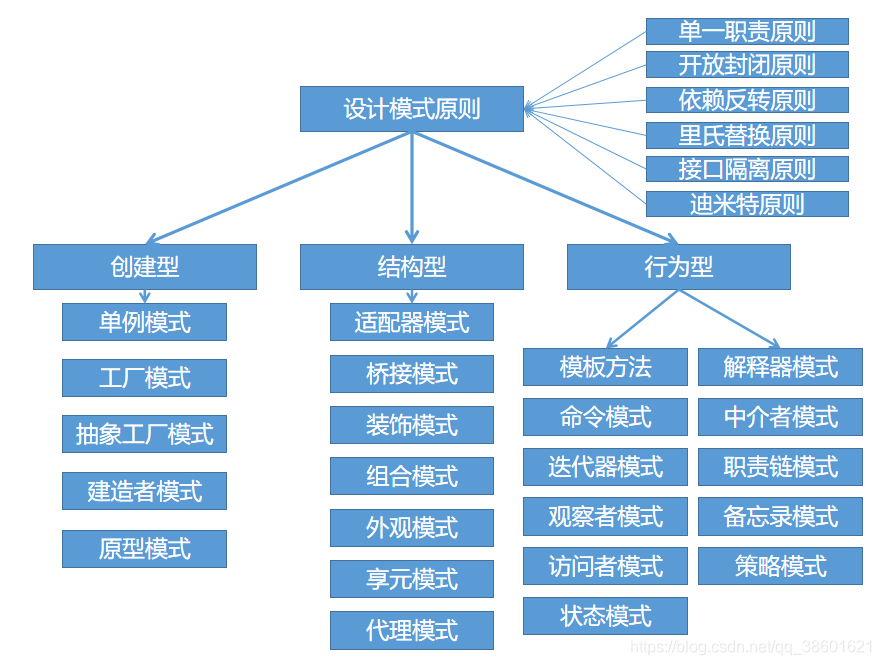 单一职责原则
开放封闭原则
依赖反转原则
里氏替换原则
接口隔离原则
迪米特原则
设计模式原则
创建型
单例模式
工厂模式
抽象工厂模式
建造者模式
原型模式
结构型
适配器模式
桥接模式
装饰模式
组合模式
外观模式
享元模式
代理模式
行为型
模板方法
命令模式
迭代器模式
观察者模式
访问者模式
状态模式
解释器模式
中介者模式
职责链模式
备忘录模式
策略模式
https://blog.csdn.net/qq_38601621